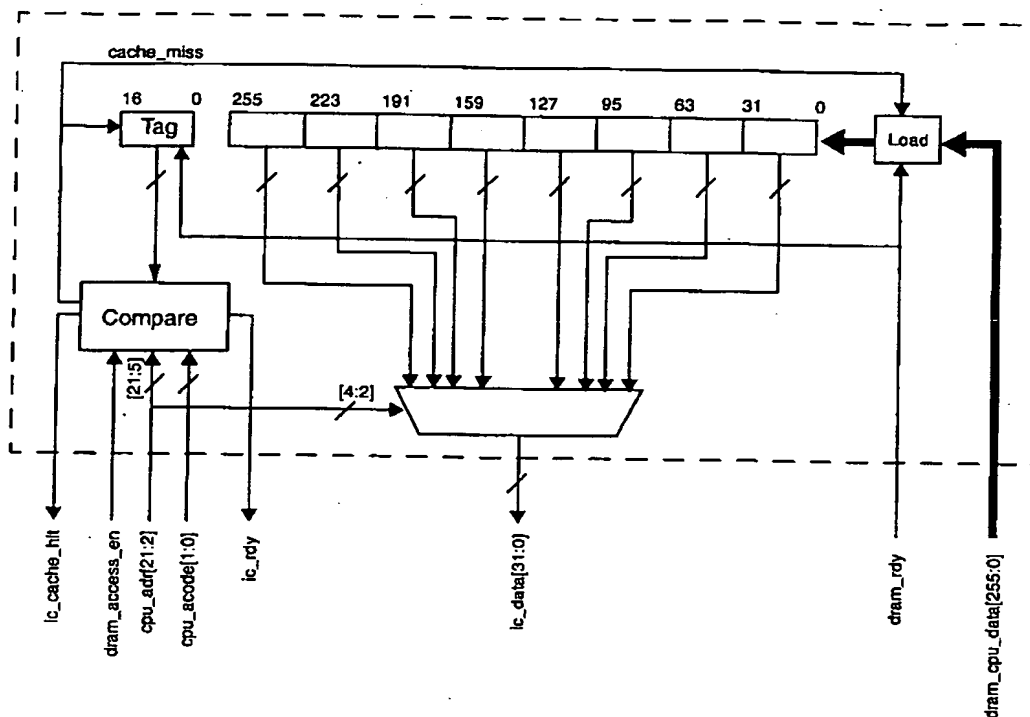 cache_miss
16 0 255 223 191 159 127 95 63 31 0
Tag
Load
Compare
[21:5]
[4:2]
ic_cache_hit
dram_access_en
cpu_adr[21:2]
cpu_acode[1:0]
ic_rdy
ic_data[31:0]
dram_rdy
dram_cpu_data[255:0]